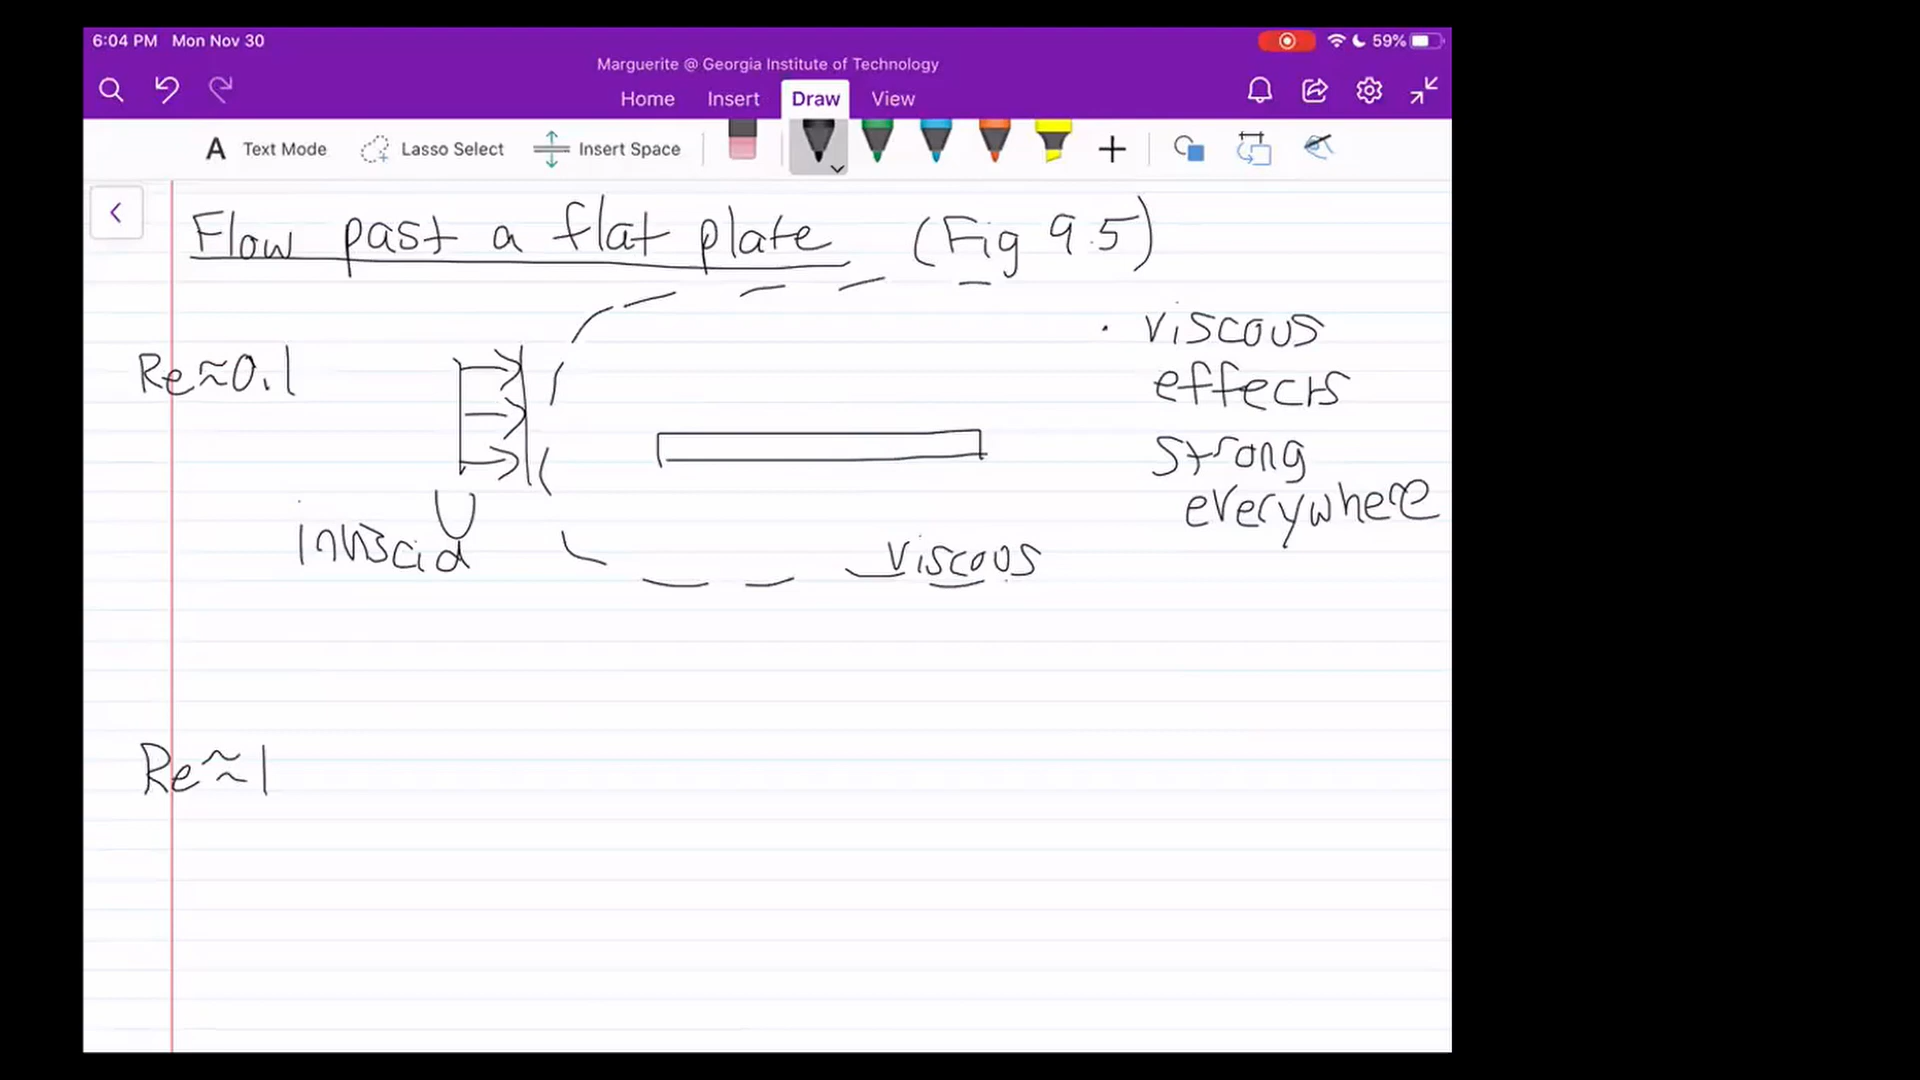 6:04 PM Mon Nov 30
59%
Marguerite @ Georgia Institute of Technology
Home Insert Draw View
A Text Mode Lasso Select Insert Space
Flow past a flat plate (Fig 9.5)
Re≈0.1
• viscous
effects
strong
everywhere
U
inviscid
viscous
Re≈1